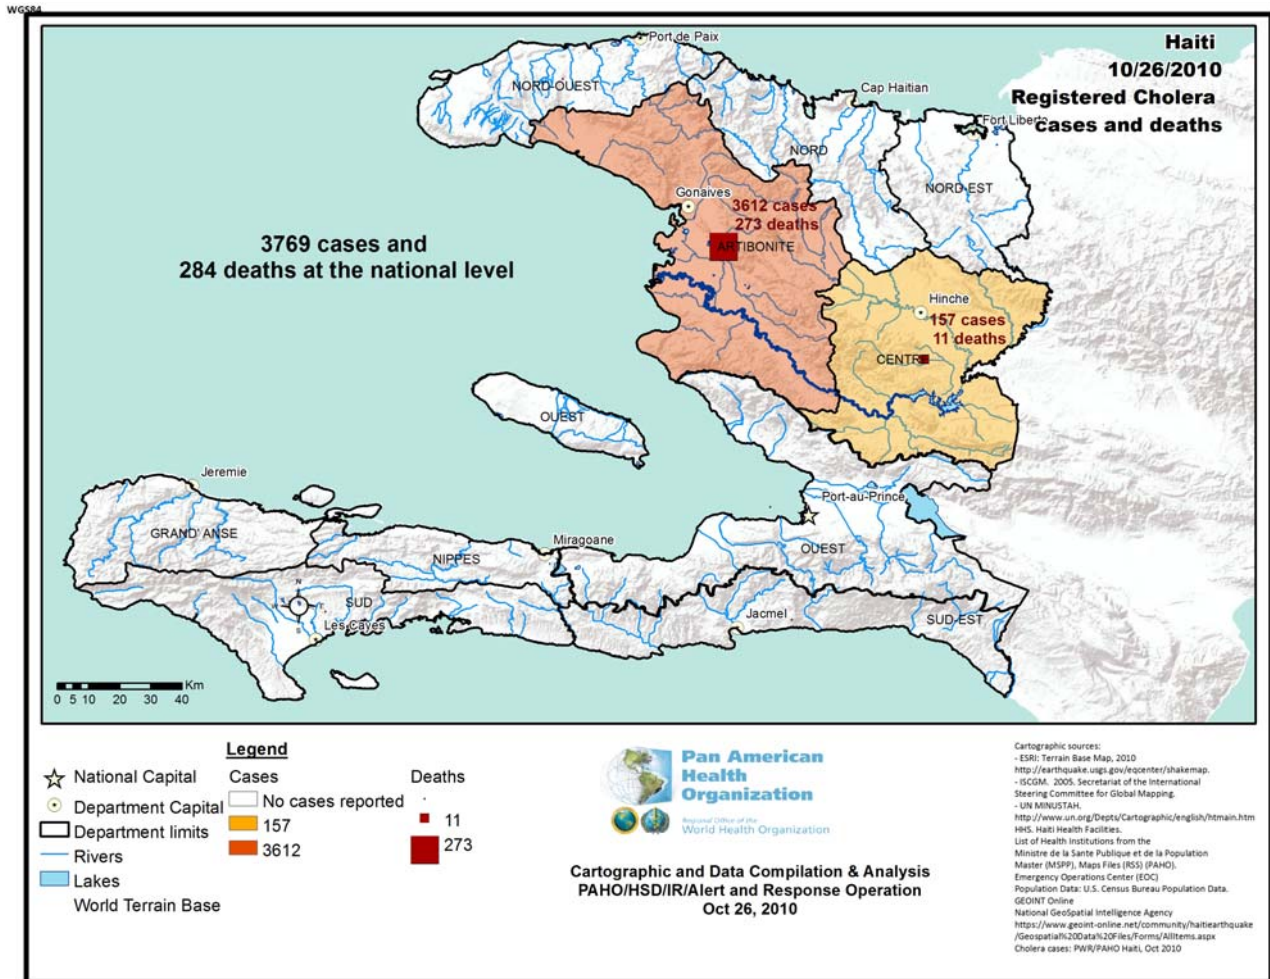 WGS84
Haiti
10/26/2010
Registered Cholera
cases and deaths
Port de Paix
NORD-OUEST
Cap Haitian
Fort Liberte
NORD
NORD-EST
Gonaives
3612 cases
273 deaths
ARTIBONITE
3769 cases and
284 deaths at the national level
Hinche
157 cases
11 deaths
CENTR
OUEST
Jeremie
Port-au-Prince
GRAND'ANSE
Miragoane
OUEST
NIPPES
N
SUD
S
Les Cayes
Jacmel
SUD-EST
Km
0 5 10 20 30 40
Legend
National Capital
Department Capital
Department limits
Rivers
Lakes
World Terrain Base
Cases
No cases reported
157
3612
Deaths
11
273
Pan American
Health
Organization
Regional Office of the
World Health Organization
Cartographic and Data Compilation & Analysis
PAHO/HSD/IR/Alert and Response Operation
Oct 26, 2010
Cartographic sources:
- ESRI: Terrain Base Map, 2010
http://earthquake.usgs.gov/eqcenter/shakemap.
- ISCGM. 2005. Secretariat of the International
Steering Committee for Global Mapping.
- UN MINUSTAH.
http://www.un.org/Depts/Cartographic/english/htmain.htm
HHS. Haiti Health Facilities.
List of Health Institutions from the
Ministre de la Sante Publique et de la Population
Master (MSPP), Maps Files (RSS) (PAHO).
Emergency Operations Center (EOC)
Population Data: U.S. Census Bureau Population Data.
GEOINT Online
National GeoSpatial Intelligence Agency
https://www.geoint-online.net/community/haitiearthquake
/Geospatial%20Data%20Files/Forms/AllItems.aspx
Cholera cases: PWR/PAHO Haiti, Oct 2010